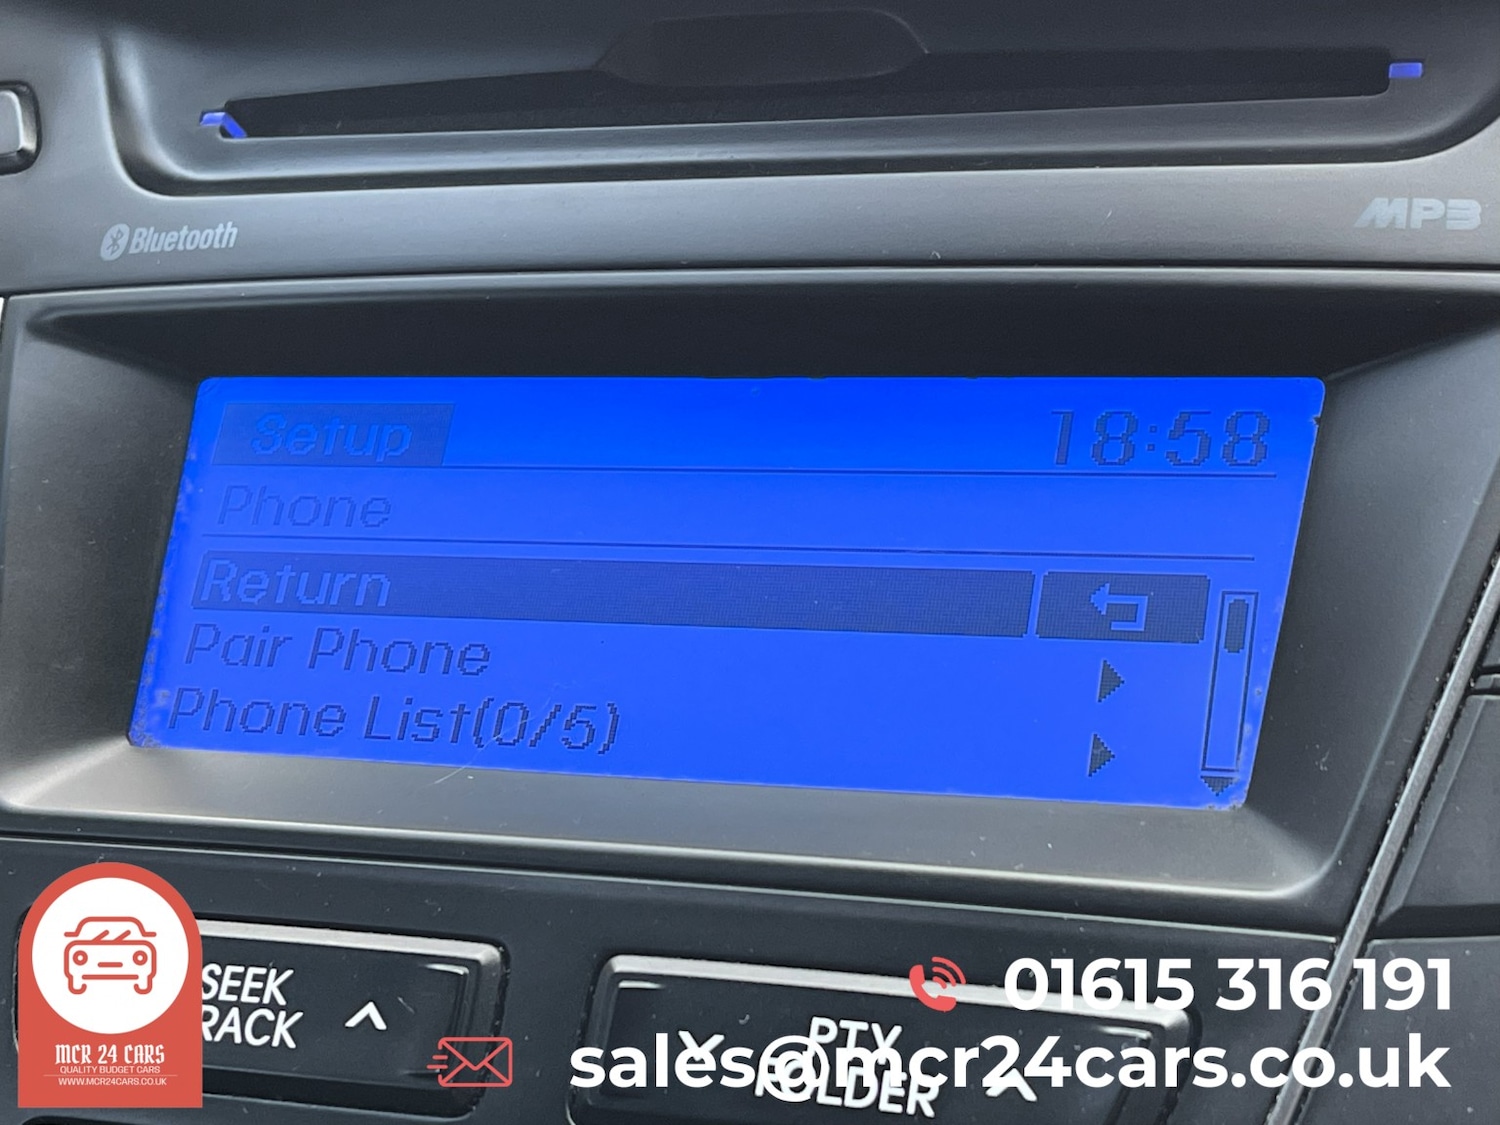 Bluetooth
MP3
Setup 18:58
Phone
Return
Pair Phone
Phone List(0/5)
SEEK
TRACK
PTY
FOLDER
01615 316 191
sales@mcr24cars.co.uk
MCR 24 CARS
QUALITY BUDGET CARS
WWW.MCR24CARS.CO.UK